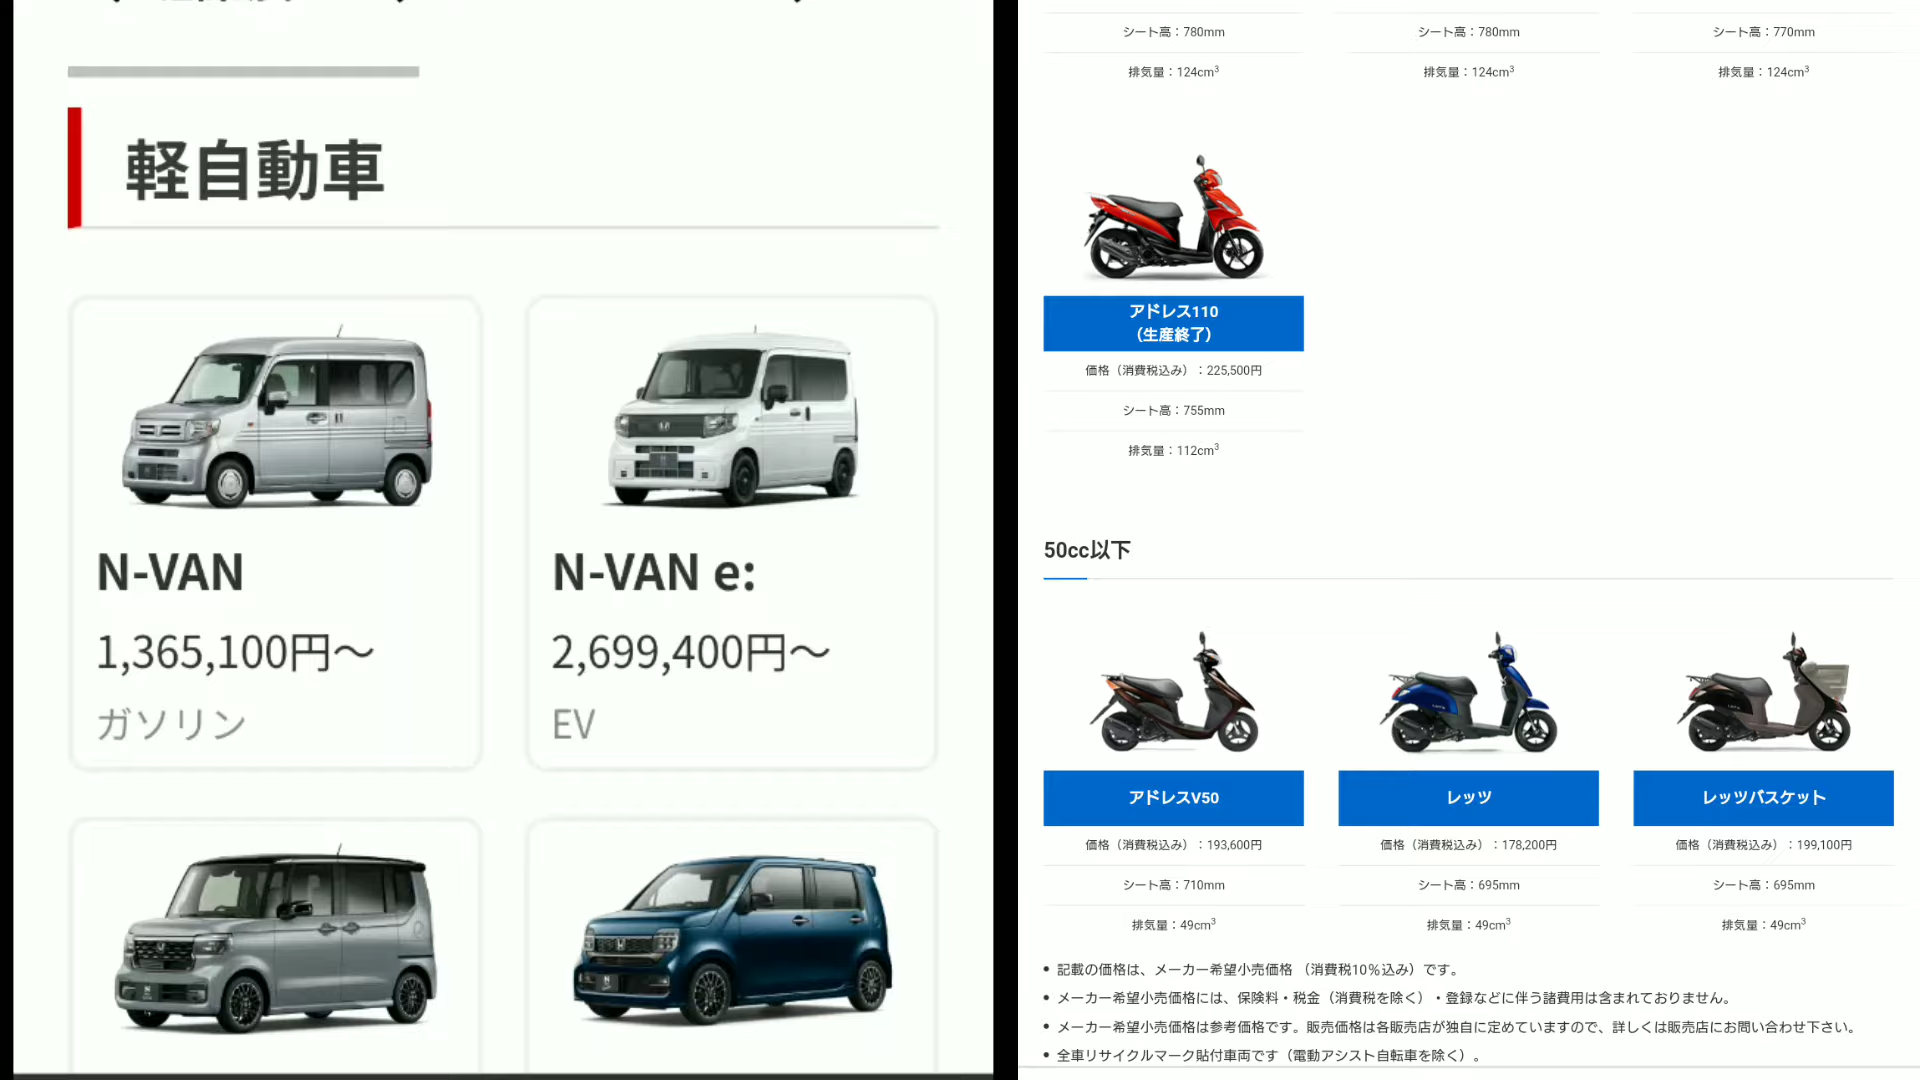 軽自動車
N-VAN
1,365,100円〜
ガソリン
N-VAN e:
2,699,400円〜
EV
シート高：780mm
排気量：124cm³
シート高：780mm
排気量：124cm³
シート高：770mm
排気量：124cm³
アドレス110
（生産終了）
価格（消費税込み）：225,500円
シート高：755mm
排気量：112cm³
50cc以下
アドレスV50
価格（消費税込み）：193,600円
シート高：710mm
排気量：49cm³
レッツ
価格（消費税込み）：178,200円
シート高：695mm
排気量：49cm³
レッツバスケット
価格（消費税込み）：199,100円
シート高：695mm
排気量：49cm³
• 記載の価格は、メーカー希望小売価格 （消費税10％込み）です。
• メーカー希望小売価格には、保険料・税金（消費税を除く）・登録などに伴う諸費用は含まれておりません。
• メーカー希望小売価格は参考価格です。販売価格は各販売店が独自に定めていますので、詳しくは販売店にお問い合わせ下さい。
• 全車リサイクルマーク貼付車両です（電動アシスト自転車を除く）。